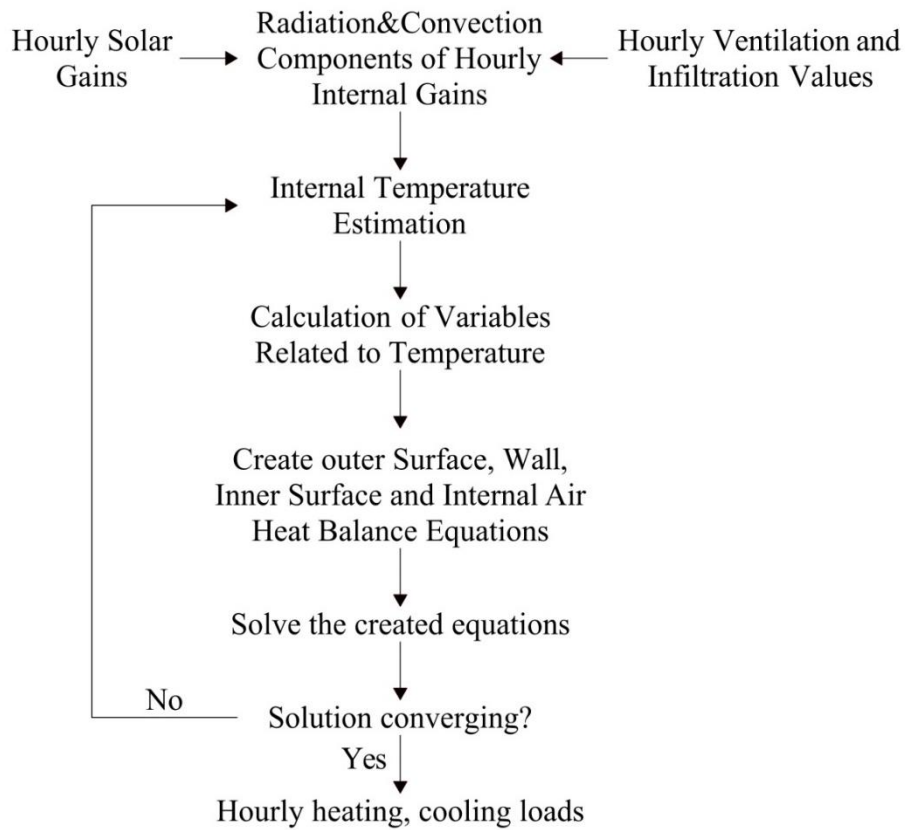 Hourly Solar
Gains
Radiation&Convection
Components of Hourly
Internal Gains
Hourly Ventilation and
Infiltration Values
Internal Temperature
Estimation
Calculation of Variables
Related to Temperature
Create outer Surface, Wall,
Inner Surface and Internal Air
Heat Balance Equations
Solve the created equations
No
Solution converging?
Yes
Hourly heating, cooling loads